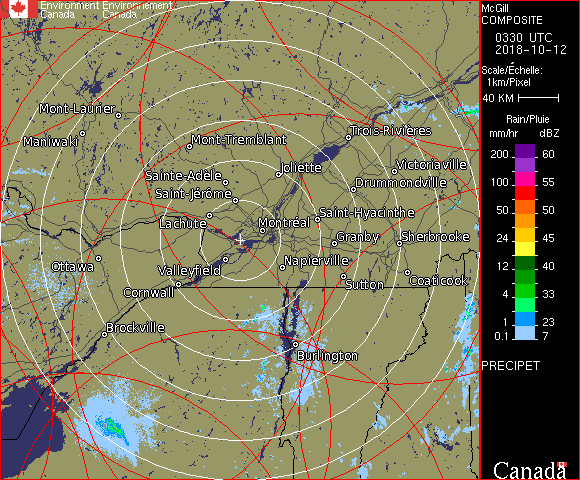 Environment Environnement
Canada Canada
McGill
COMPOSITE
0330 UTC
2018-10-12
Scale/Échelle:
1km/Pixel
40 KM
Rain/Pluie
mm/hr dBZ
200 60
100 55
50 50
24 45
12 40
4 33
1 23
0.1 7
PRECIPET
Canada
Mont-Laurier
Maniwaki
Mont-Tremblant
Trois-Rivières
Joliette
Victoriaville
Sainte-Adèle
Drummondville
Saint-Jérôme
Lachute
Saint-Hyacinthe
Montréal
Granby
Sherbrooke
Ottawa
Valleyfield
Napierville
Cornwall
Sutton
Coaticook
Brockville
Burlington